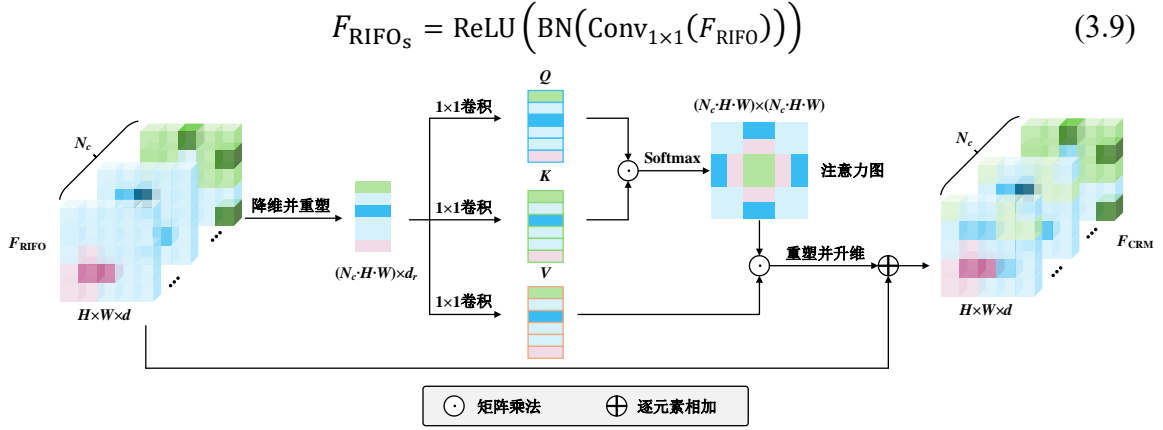 F_RIFOs = ReLU(BN(Conv_1×1(F_RIFO))) (3.9)
Q
N_c
1×1卷积
(N_c·H·W)×(N_c·H·W)
N_c
Softmax
注意力图
K
降维并重塑
1×1卷积
F_RIFO
F_CRM
(N_c·H·W)×d_r
V
重塑并升维
1×1卷积
H×W×d
H×W×d
矩阵乘法
逐元素相加